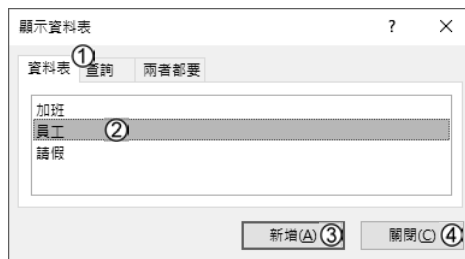 顯示資料表 ? ×
資料表① 查詢 兩者都要
加班
員工 ②
請假
新增(A) ③ 關閉(C) ④